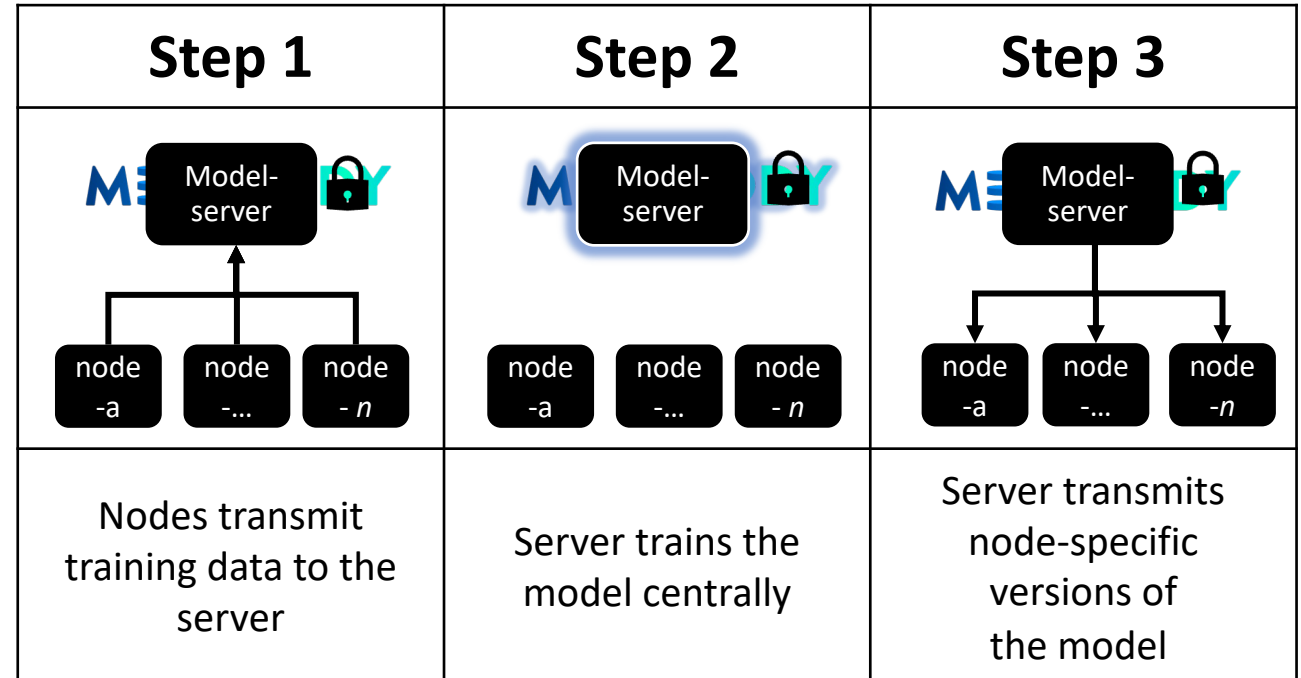 Step 1
Step 2
Step 3
Model-
server
Model-
server
Model-
server
node
-a
node
-...
node
- n
node
-a
node
-...
node
- n
node
-a
node
-...
node
-n
Nodes transmit
training data to the
server
Server trains the
model centrally
Server transmits
node-specific
versions of
the model